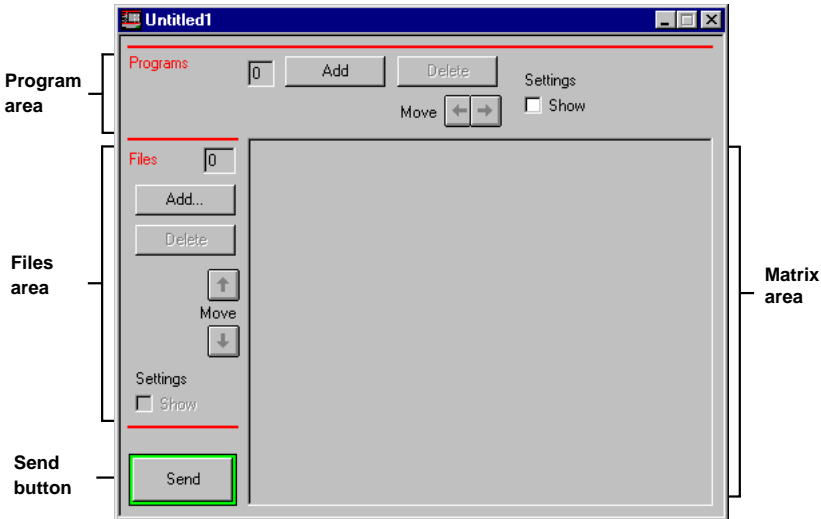 Untitled1
Programs 0 Add Delete
Settings
Move Show
Program
area
Files 0
Add...
Delete
Move
Settings
Show
Send
Files
area
Send
button
Matrix
area